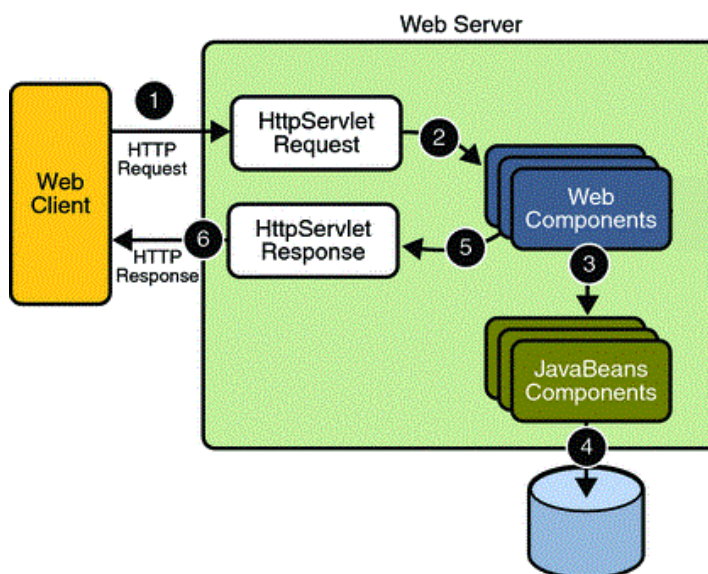 Web Server
1
HttpServlet
Request
2
HTTP
Request
Web
Client
Web
Components
HttpServlet
Response
6
5
HTTP
Response
3
JavaBeans
Components
4